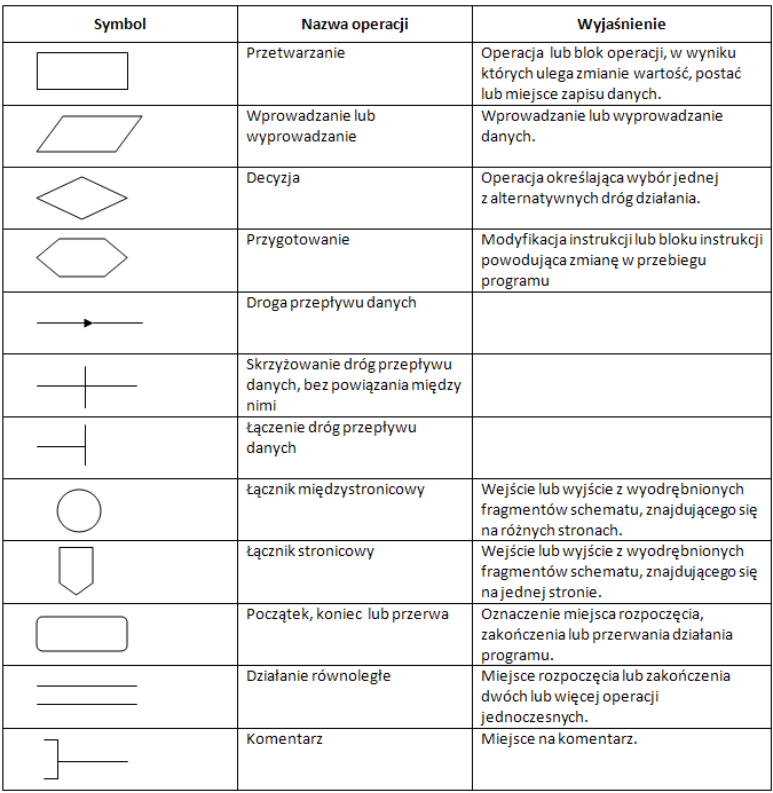 Symbol
Nazwa operacji
Wyjaśnienie
Przetwarzanie
Operacja lub blok operacji, w wyniku
których ulega zmianie wartość, postać
lub miejsce zapisu danych.
Wprowadzanie lub
wyprowadzanie
Wprowadzanie lub wyprowadzanie
danych.
Decyzja
Operacja określająca wybór jednej
z alternatywnych dróg działania.
Przygotowanie
Modyfikacja instrukcji lub bloku instrukcji
powodująca zmianę w przebiegu
programu
Droga przepływu danych
Skrzyżowanie dróg przepływu
danych, bez powiązania między
nimi
Łączenie dróg przepływu
danych
Łącznik międzystronicowy
Wejście lub wyjście z wyodrębnionych
fragmentów schematu, znajdującego się
na różnych stronach.
Łącznik stronicowy
Wejście lub wyjście z wyodrębnionych
fragmentów schematu, znajdującego się
na jednej stronie.
Początek, koniec lub przerwa
Oznaczenie miejsca rozpoczęcia,
zakończenia lub przerwania działania
programu.
Działanie równoległe
Miejsce rozpoczęcia lub zakończenia
dwóch lub więcej operacji
jednoczesnych.
Komentarz
Miejsce na komentarz.